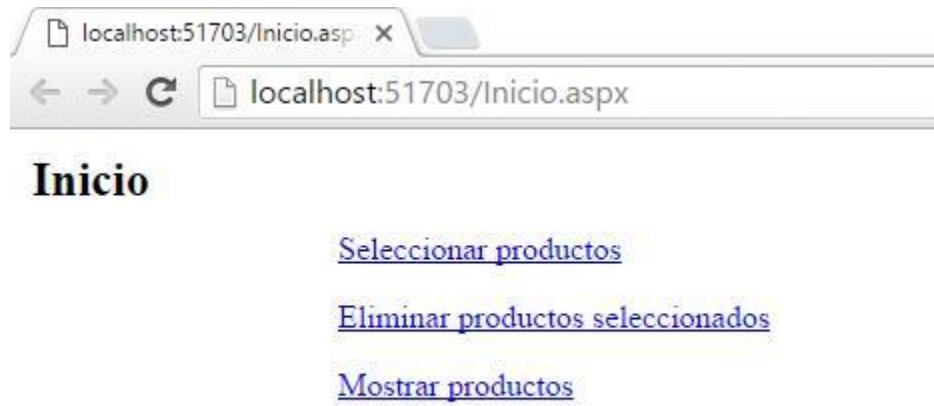 localhost:51703/Inicio.asp
localhost:51703/Inicio.aspx
Inicio
Seleccionar productos
Eliminar productos seleccionados
Mostrar productos